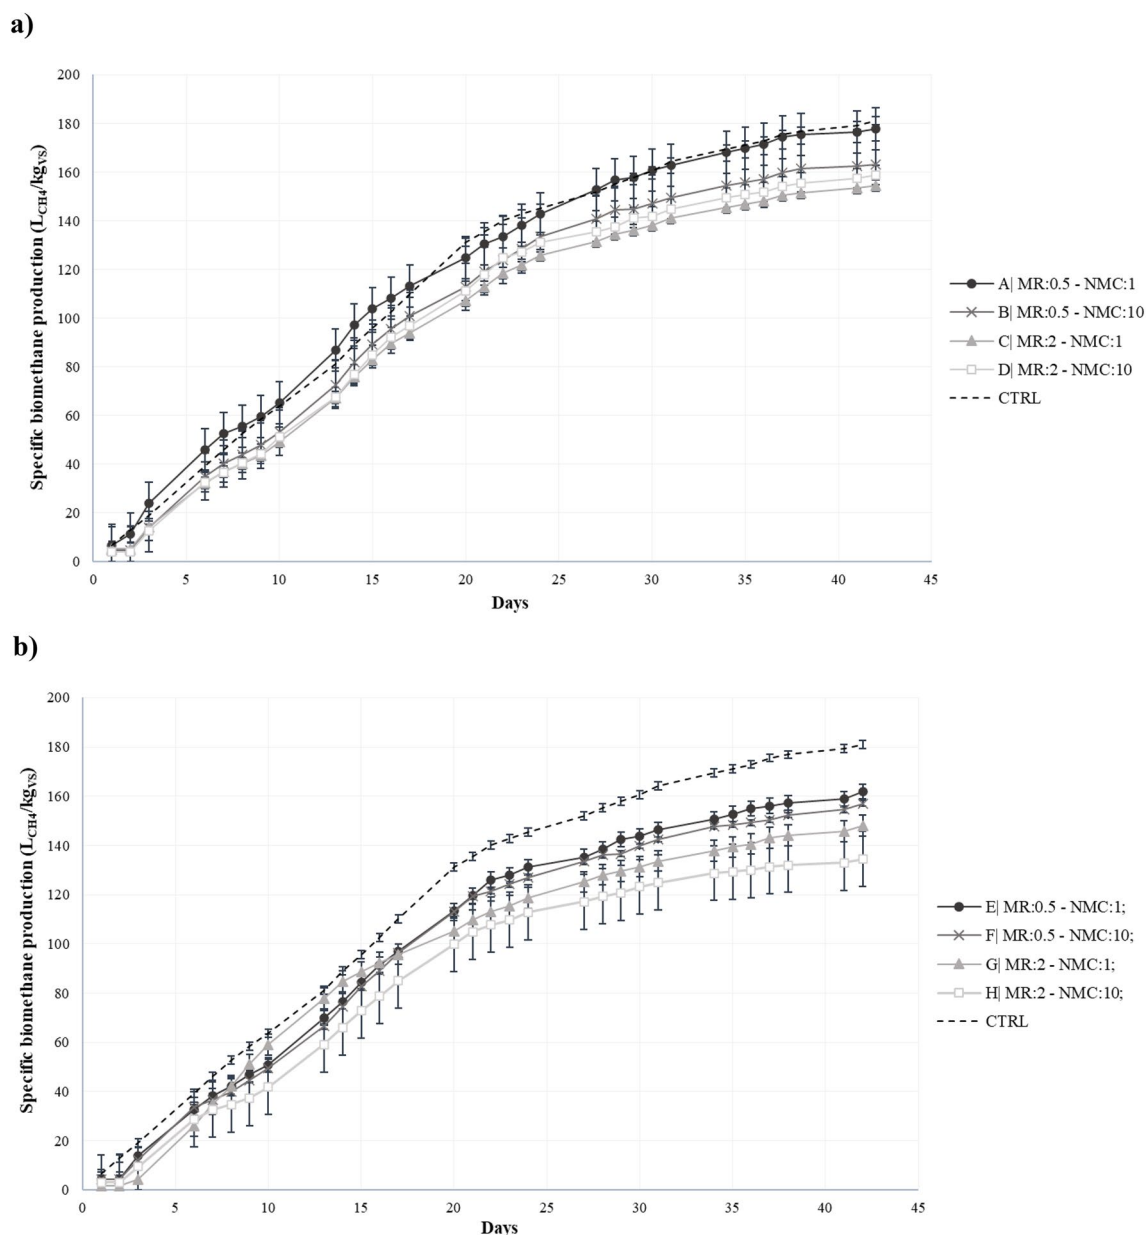 a)
200
180
160
140
120
100
80
60
40
20
0
Specific biomethane production (LCH4/kgVS)
0 5 10 15 20 25 30 35 40 45
Days
A| MR:0.5 - NMC:1
B| MR:0.5 - NMC:10
C| MR:2 - NMC:1
D| MR:2 - NMC:10
CTRL
b)
200
180
160
140
120
100
80
60
40
20
0
Specific biomethane production (LCH4/kgVS)
0 5 10 15 20 25 30 35 40 45
Days
E| MR:0.5 - NMC:1;
F| MR:0.5 - NMC:10;
G| MR:2 - NMC:1;
H| MR:2 - NMC:10;
CTRL